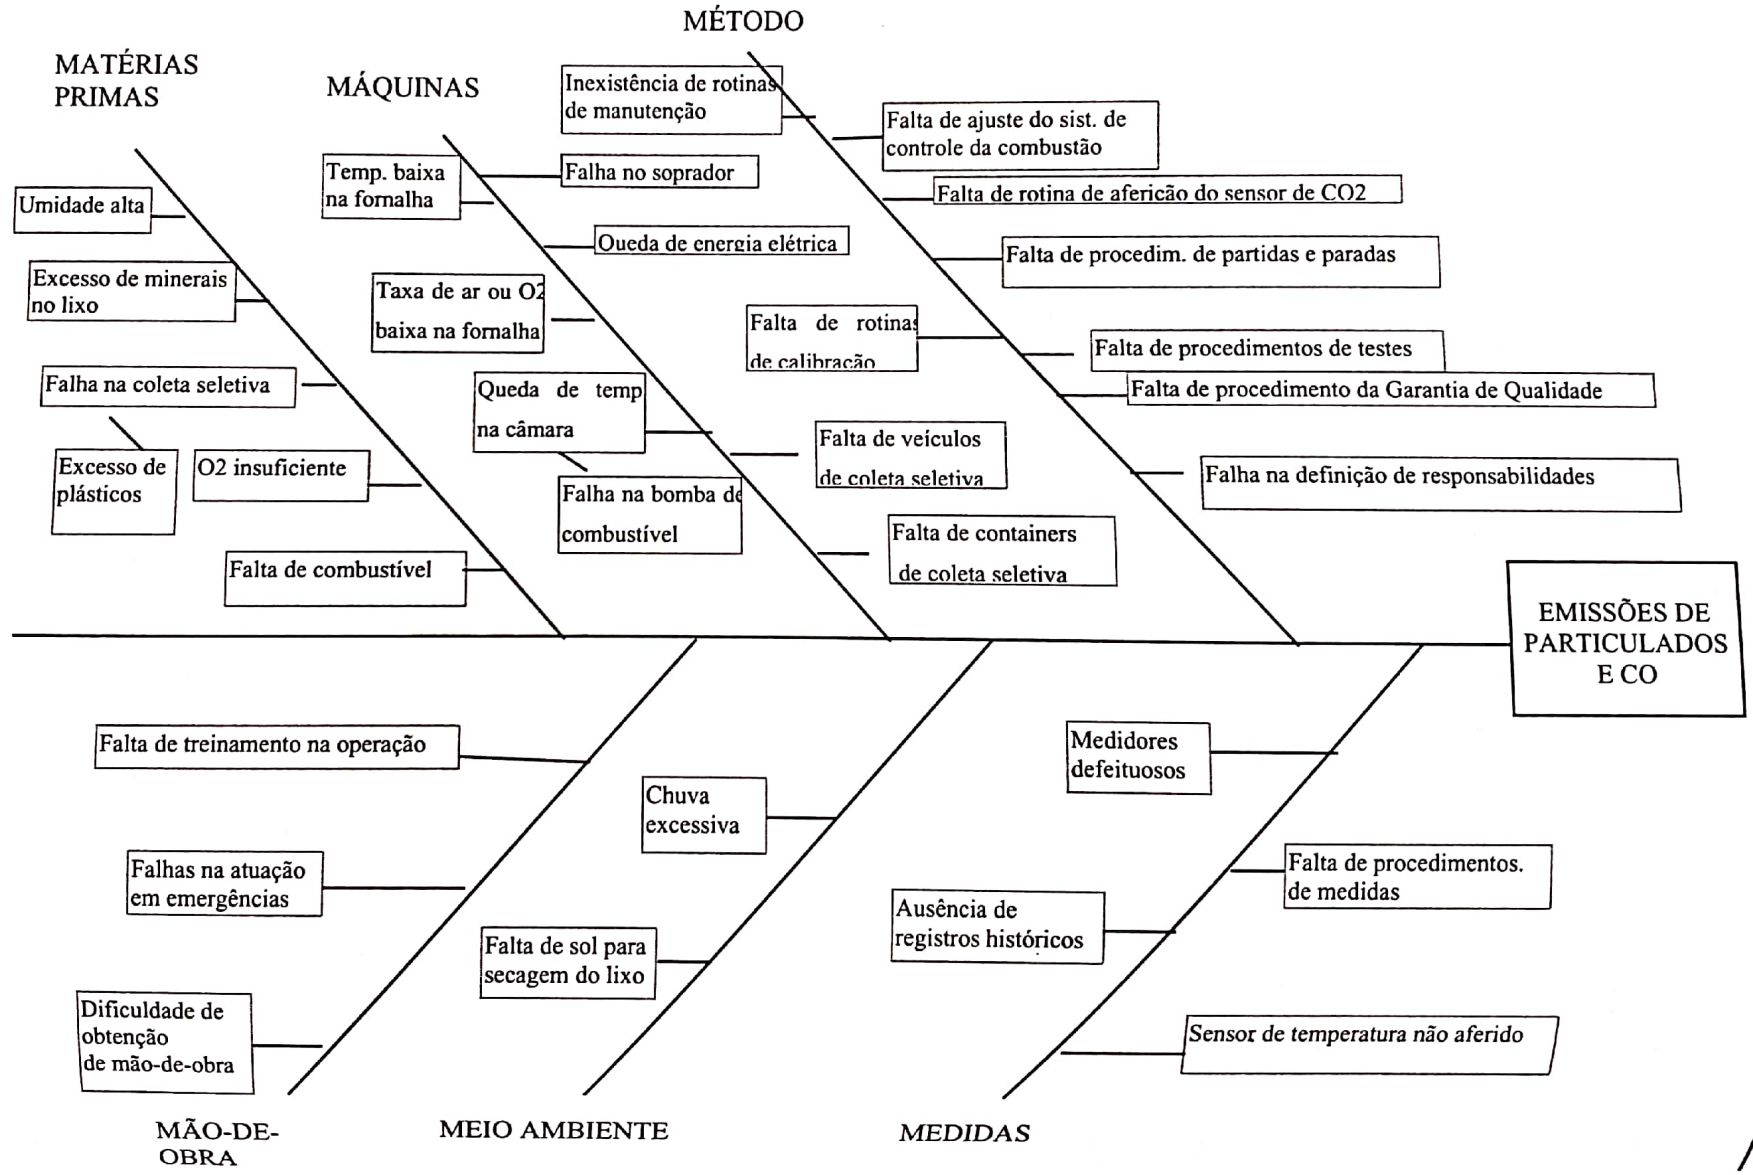 MÉTODO
MATÉRIAS
PRIMAS
MÁQUINAS
Inexistência de rotinas
de manutenção
Falta de ajuste do sist. de
controle da combustão
Temp. baixa
na fornalha
Falha no soprador
Falta de rotina de aferição do sensor de CO2
Umidade alta
Queda de energia elétrica
Falta de procedim. de partidas e paradas
Excesso de minerais
no lixo
Taxa de ar ou O2
baixa na fornalha
Falta de rotinas
de calibração
Falta de procedimentos de testes
Falha na coleta seletiva
Queda de temp
na câmara
Falta de procedimento da Garantia de Qualidade
Falta de veículos
de coleta seletiva
Excesso de
plásticos
O2 insuficiente
Falha na bomba de
combustível
Falha na definição de responsabilidades
Falta de containers
de coleta seletiva
Falta de combustível
EMISSÕES DE
PARTICULADOS
E CO
Falta de treinamento na operação
Medidores
defeituosos
Chuva
excessiva
Falhas na atuação
em emergências
Falta de procedimentos.
de medidas
Ausência de
registros históricos
Falta de sol para
secagem do lixo
Dificuldade de
obtenção
de mão-de-obra
Sensor de temperatura não aferido
MÃO-DE-
OBRA
MEIO AMBIENTE
MEDIDAS